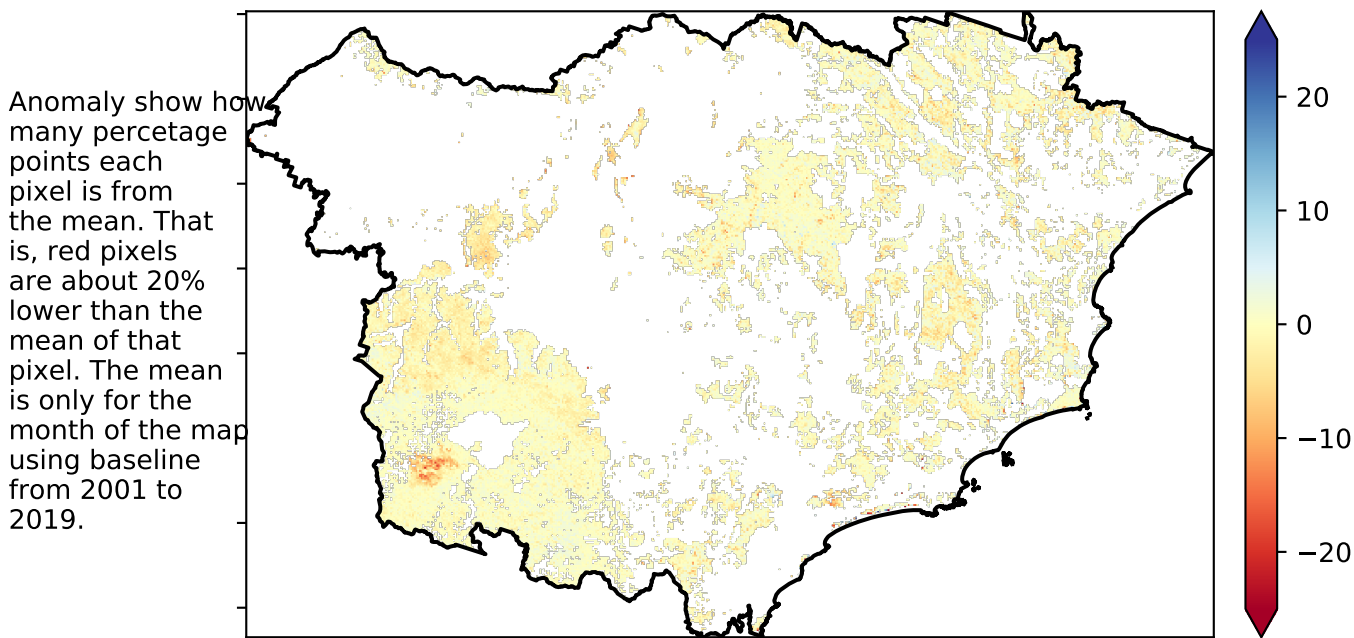 Anomaly show how
many percetage
points each
pixel is from
the mean. That
is, red pixels
are about 20%
lower than the
mean of that
pixel. The mean
is only for the
month of the map
using baseline
from 2001 to
2019.
20
10
0
−10
−20